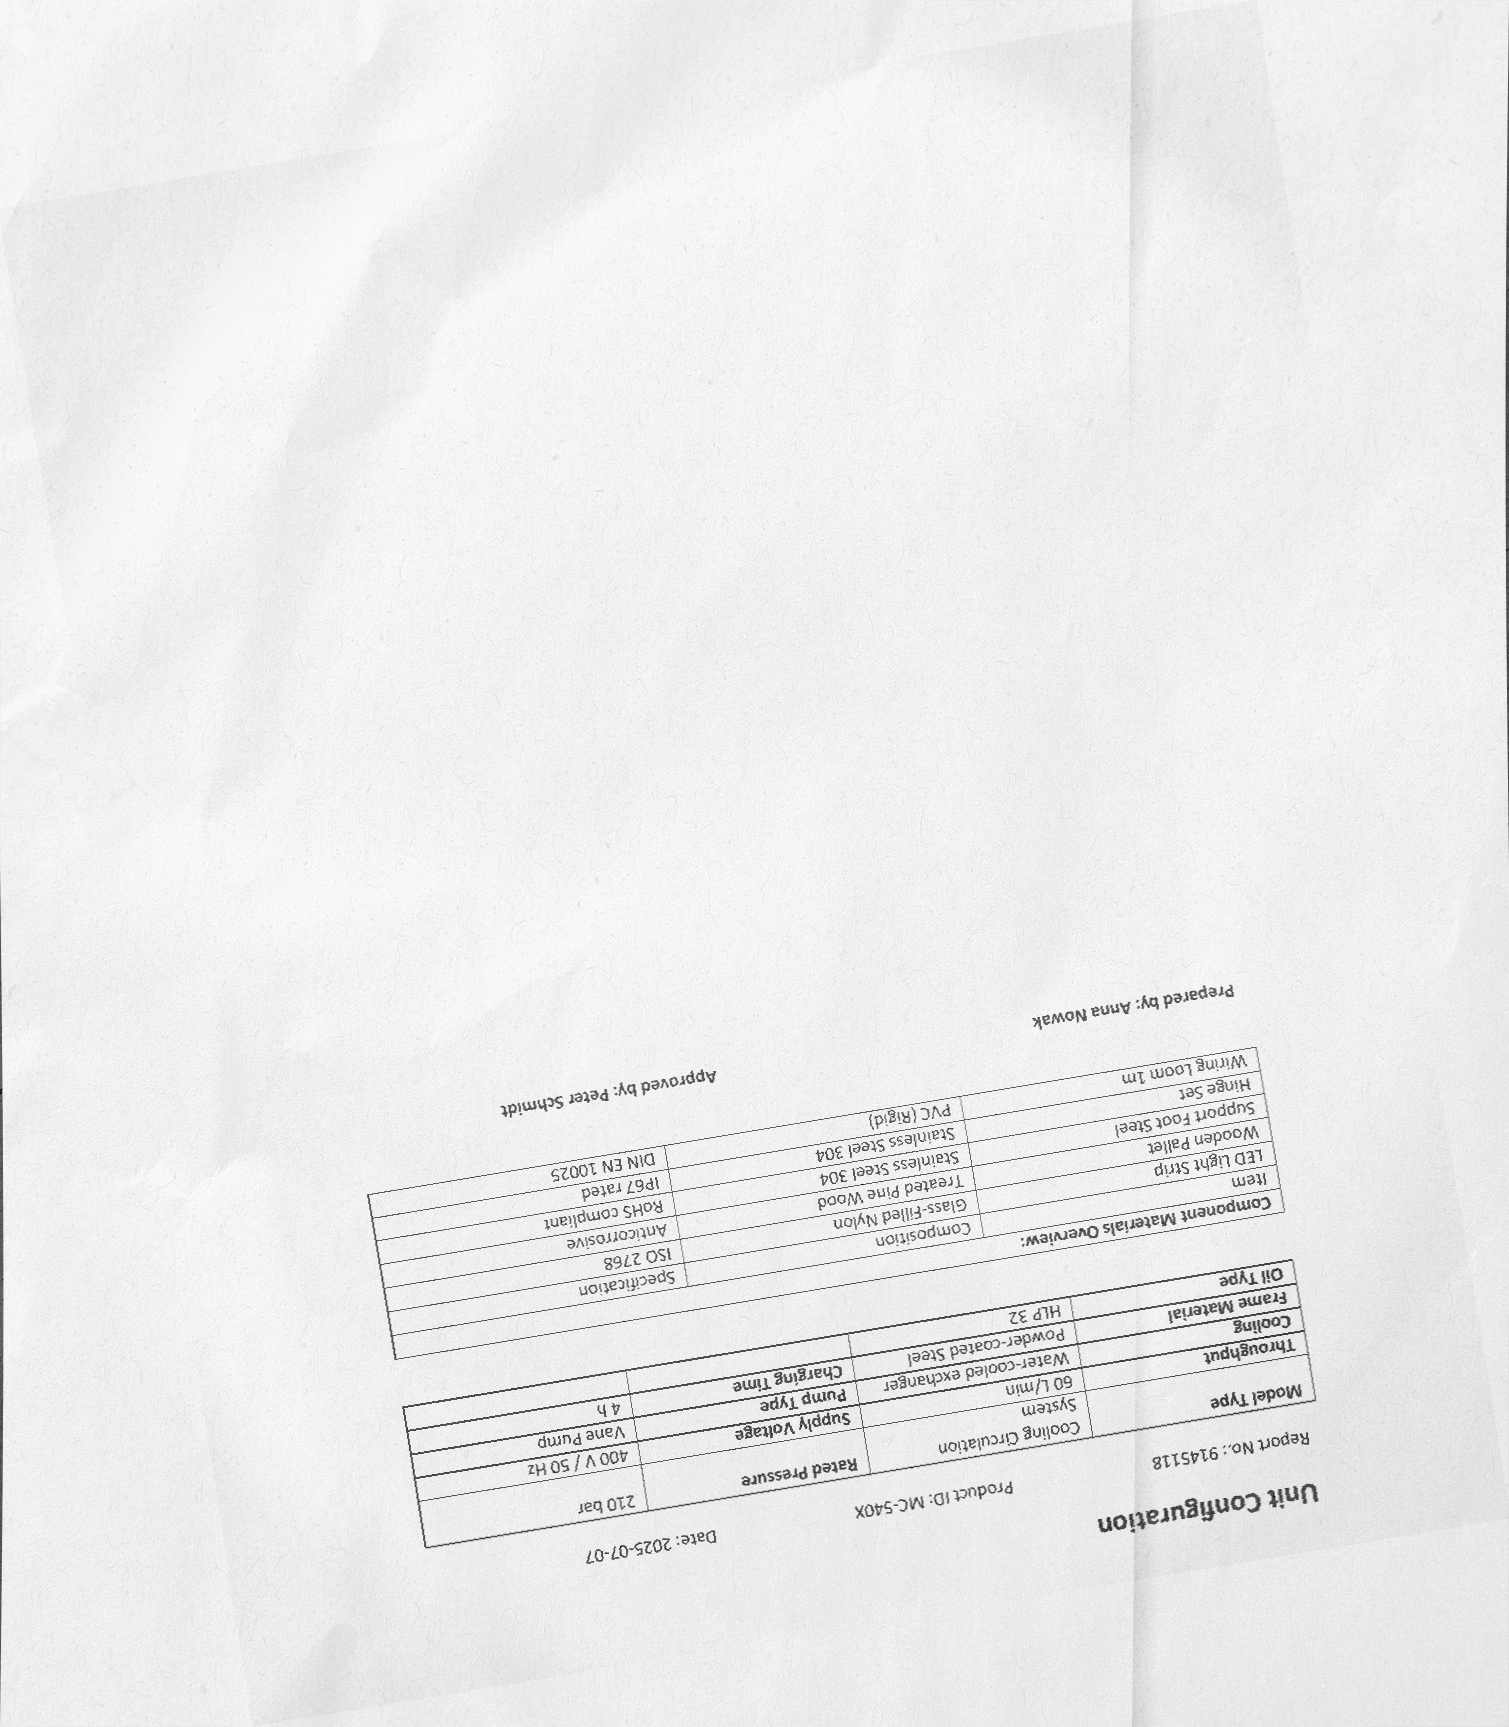 Unit Configuration
Report No.: 9145118 Product ID: MC-540X Date: 2025-07-07
Model Type Cooling Circulation System Rated Pressure 210 bar
Throughput 60 L/min Supply Voltage 400 V / 50 Hz
Cooling Water-cooled exchanger Pump Type Vane Pump
Frame Material Powder-coated Steel Charging Time 4 h
Oil Type HLP 32
Component Materials Overview:
Item Composition Specification
LED Light Strip Glass-Filled Nylon ISO 2768
Wooden Pallet Treated Pine Wood Anticorrosive
Support Foot Steel Stainless Steel 304 RoHS compliant
Hinge Set Stainless Steel 304 IP67 rated
Wiring Loom 1m PVC (Rigid) DIN EN 10025
Prepared by: Anna Nowak Approved by: Peter Schmidt